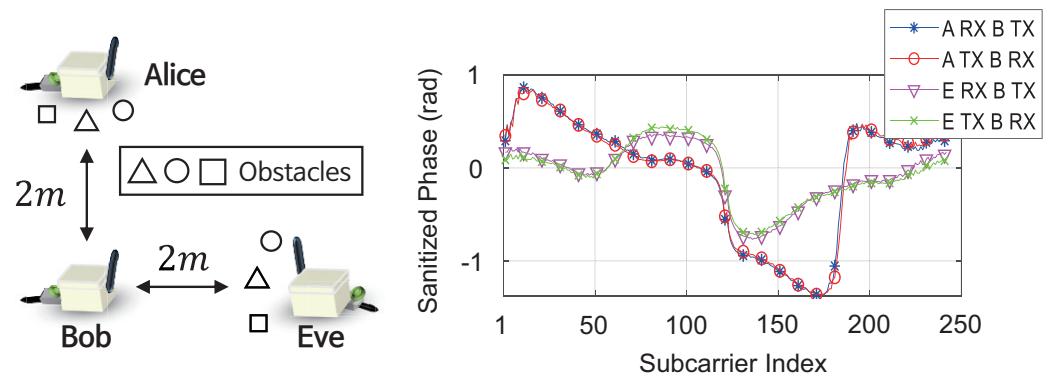 Alice
△ ○ □ Obstacles
2m
2m
Bob
Eve
A RX B TX
A TX B RX
E RX B TX
E TX B RX
Sanitized Phase (rad)
1
0
-1
1 50 100 150 200 250
Subcarrier Index